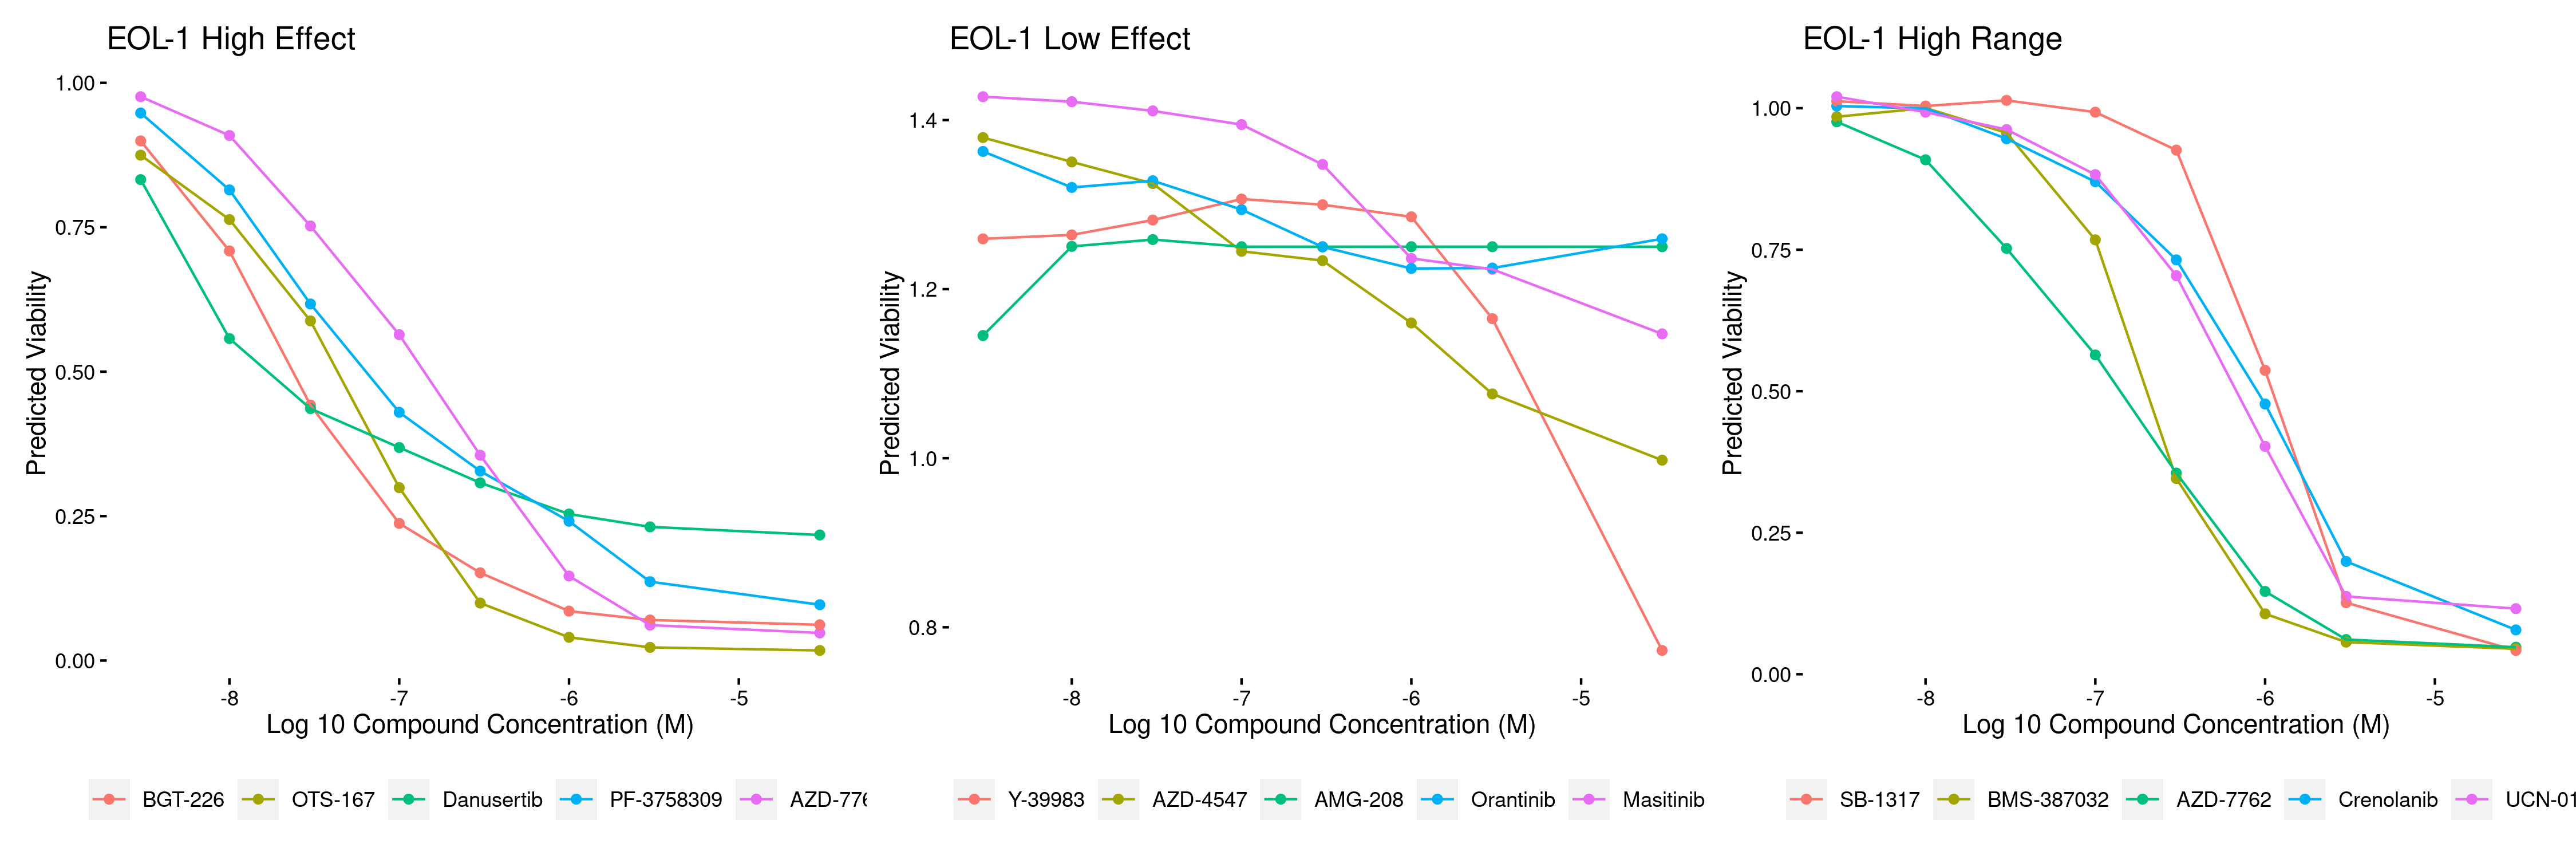 EOL-1 High Effect
Predicted Viability
1.00
0.75
0.50
0.25
0.00
-8 -7 -6 -5
Log 10 Compound Concentration (M)
BGT-226 OTS-167 Danusertib PF-3758309 AZD-776
EOL-1 Low Effect
Predicted Viability
1.4
1.2
1.0
0.8
-8 -7 -6 -5
Log 10 Compound Concentration (M)
Y-39983 AZD-4547 AMG-208 Orantinib Masitinib
EOL-1 High Range
Predicted Viability
1.00
0.75
0.50
0.25
0.00
-8 -7 -6 -5
Log 10 Compound Concentration (M)
SB-1317 BMS-387032 AZD-7762 Crenolanib UCN-01